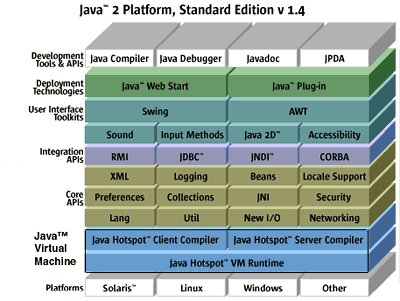 Java™ 2 Platform, Standard Edition v 1.4
Development Tools & APIs Java Compiler Java Debugger Javadoc JPDA
Deployment Technologies Java™ Web Start Java™ Plug-in
User Interface Toolkits Swing AWT
Sound Input Methods Java 2D™ Accessibility
Integration APIs RMI JDBC™ JNDI™ CORBA
XML Logging Beans Locale Support
Core APIs Preferences Collections JNI Security
Lang Util New I/O Networking
Java™ Virtual Machine Java Hotspot™ Client Compiler Java Hotspot™ Server Compiler
Java Hotspot™ VM Runtime
Platforms Solaris™ Linux Windows Other